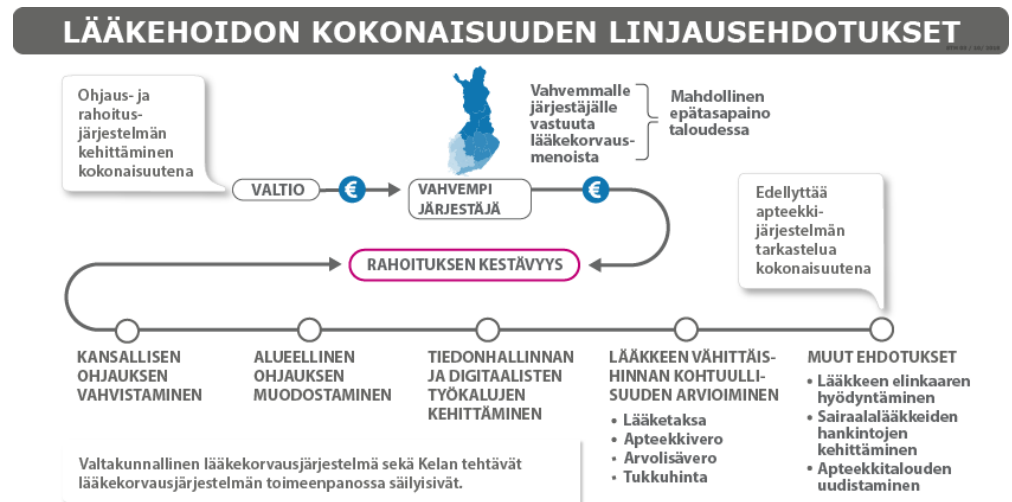 LÄÄKEHOIDON KOKONAISUUDEN LINJAUSEHDOTUKSET
Ohjaus- ja
rahoitus-
järjestelmän
kehittäminen
kokonaisuutena
Vahvemmalle
järjestäjälle
vastuuta
lääkekorvaus-
menoista
Mahdollinen
epätasapaino
taloudessa
VALTIO
€
VAHVEMPI
JÄRJESTÄJÄ
€
Edellyttää
apteekki-
järjestelmän
tarkastelua
kokonaisuutena
RAHOITUKSEN KESTÄVYYS
KANSALLISEN
OHJAUKSEN
VAHVISTAMINEN
ALUEELLINEN
OHJAUKSEN
MUODOSTAMINEN
TIEDONHALLINNAN
JA DIGITAALISTEN
TYÖKALUJEN
KEHITTÄMINEN
LÄÄKKEEN VÄHITTÄIS-
HINNAN KOHTUULLI-
SUUDEN ARVIOIMINEN
• Lääketaksa
• Apteekkivero
• Arvolisävero
• Tukkuhinta
MUUT EHDOTUKSET
• Lääkkeen elinkaaren
hyödyntäminen
• Sairaalalääkkeiden
hankintojen
kehittäminen
• Apteekkitalouden
uudistaminen
Valtakunnallinen lääkekorvausjärjestelmä sekä Kelan tehtävät
lääkekorvausjärjestelmän toimeenpanossa säilyisivät.